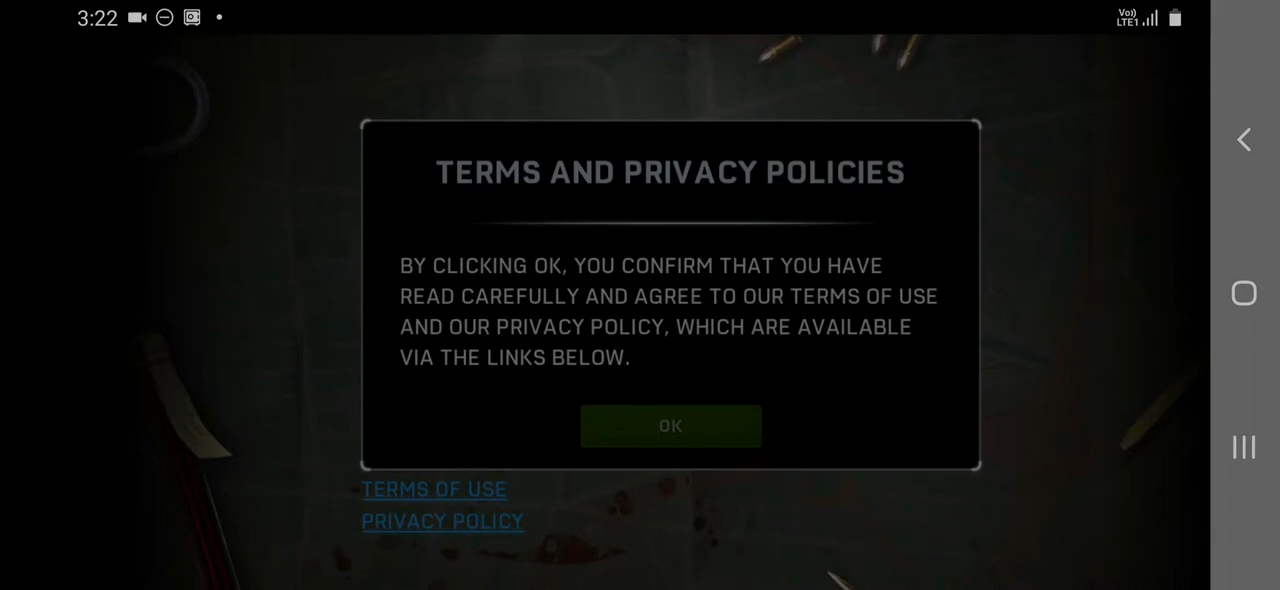 3:22
Vo))
LTE1
TERMS AND PRIVACY POLICIES
BY CLICKING OK, YOU CONFIRM THAT YOU HAVE
READ CAREFULLY AND AGREE TO OUR TERMS OF USE
AND OUR PRIVACY POLICY, WHICH ARE AVAILABLE
VIA THE LINKS BELOW.
OK
TERMS OF USE
PRIVACY POLICY